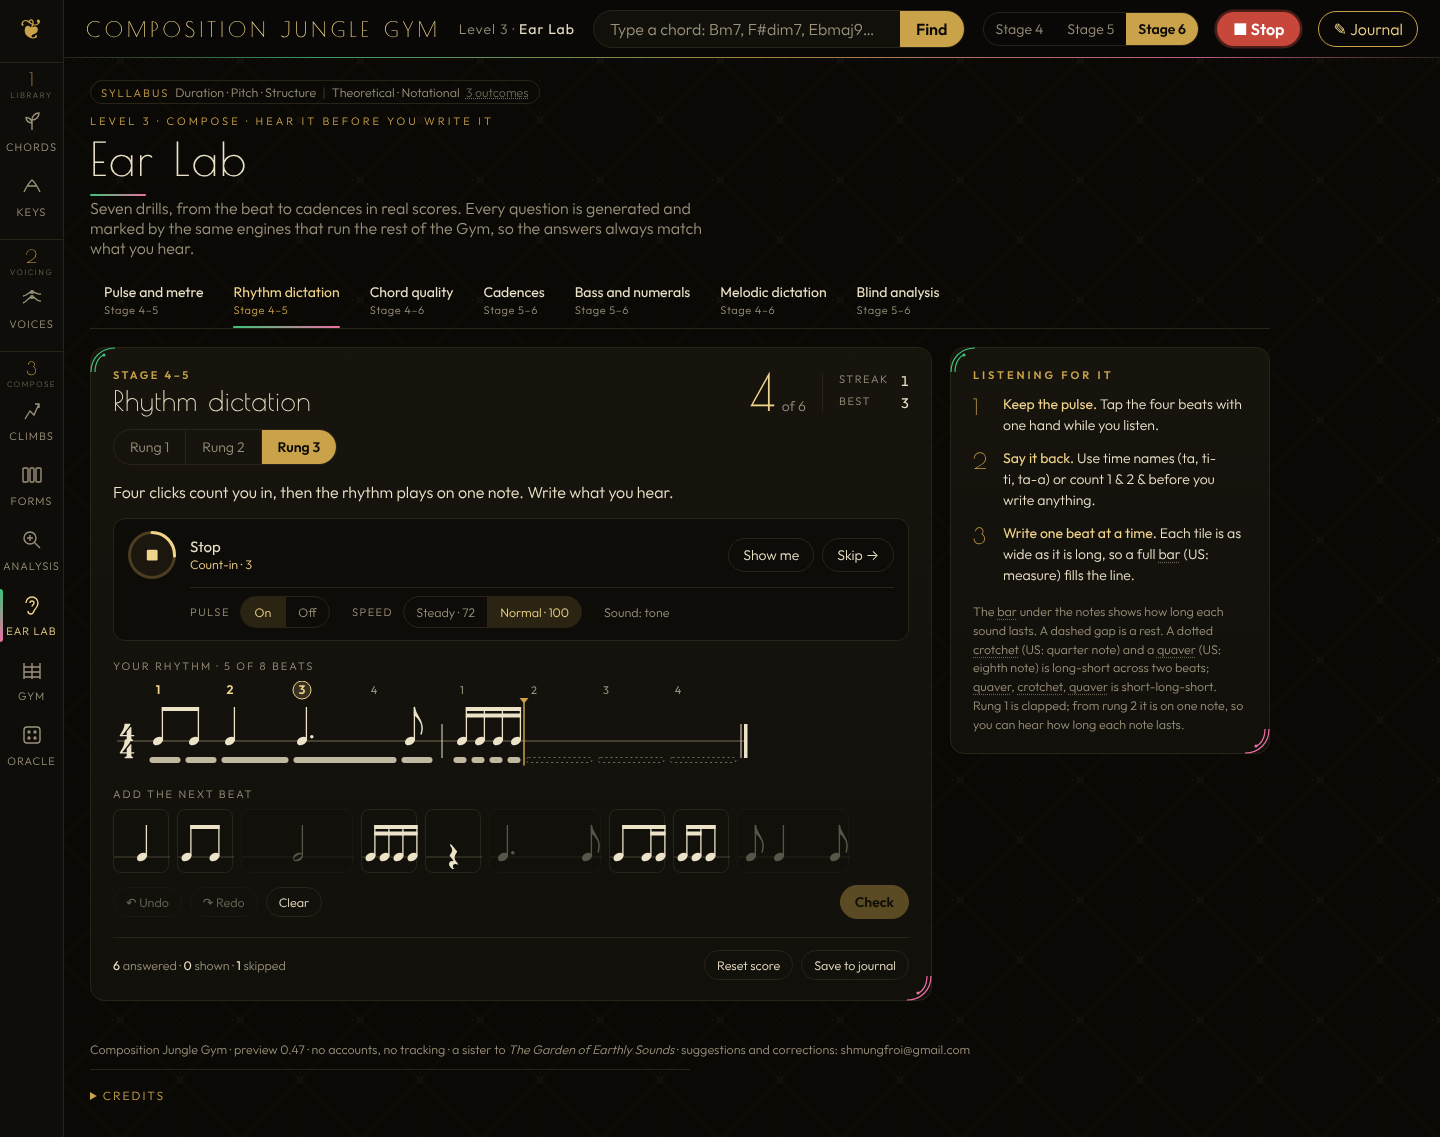 COMPOSITION JUNGLE GYM
Level 3 · Ear Lab
Type a chord: Bm7, F#dim7, Ebmaj9...
Find
Stage 4
Stage 5
Stage 6
Stop
✎ Journal
1
LIBRARY
CHORDS
KEYS
2
VOICING
VOICES
3
COMPOSE
CLIMBS
FORMS
ANALYSIS
EAR LAB
GYM
ORACLE
SYLLABUS Duration · Pitch · Structure | Theoretical · Notational 3 outcomes
LEVEL 3 · COMPOSE · HEAR IT BEFORE YOU WRITE IT
Ear Lab
Seven drills, from the beat to cadences in real scores. Every question is generated and
marked by the same engines that run the rest of the Gym, so the answers always match
what you hear.
Pulse and metre
Stage 4–5
Rhythm dictation
Stage 4–5
Chord quality
Stage 4–6
Cadences
Stage 5–6
Bass and numerals
Stage 5–6
Melodic dictation
Stage 4–6
Blind analysis
Stage 5–6
STAGE 4–5
Rhythm dictation
4 of 6
STREAK 1
BEST 3
Rung 1
Rung 2
Rung 3
Four clicks count you in, then the rhythm plays on one note. Write what you hear.
Stop
Count-in · 3
Show me
Skip →
PULSE On Off SPEED Steady · 72 Normal · 100 Sound: tone
YOUR RHYTHM · 5 OF 8 BEATS
1 2 3 4 1 2 3 4
4
4
ADD THE NEXT BEAT
↶ Undo
↷ Redo
Clear
Check
6 answered · 0 shown · 1 skipped
Reset score
Save to journal
LISTENING FOR IT
1 Keep the pulse. Tap the four beats with
one hand while you listen.
2 Say it back. Use time names (ta, ti-
ti, ta-a) or count 1 & 2 & before you
write anything.
3 Write one beat at a time. Each tile is as
wide as it is long, so a full bar (US:
measure) fills the line.
The bar under the notes shows how long each
sound lasts. A dashed gap is a rest. A dotted
crotchet (US: quarter note) and a quaver (US:
eighth note) is long-short across two beats;
quaver, crotchet, quaver is short-long-short.
Rung 1 is clapped; from rung 2 it is on one note, so
you can hear how long each note lasts.
Composition Jungle Gym · preview 0.47 · no accounts, no tracking · a sister to The Garden of Earthly Sounds · suggestions and corrections: shmungfroi@gmail.com
CREDITS